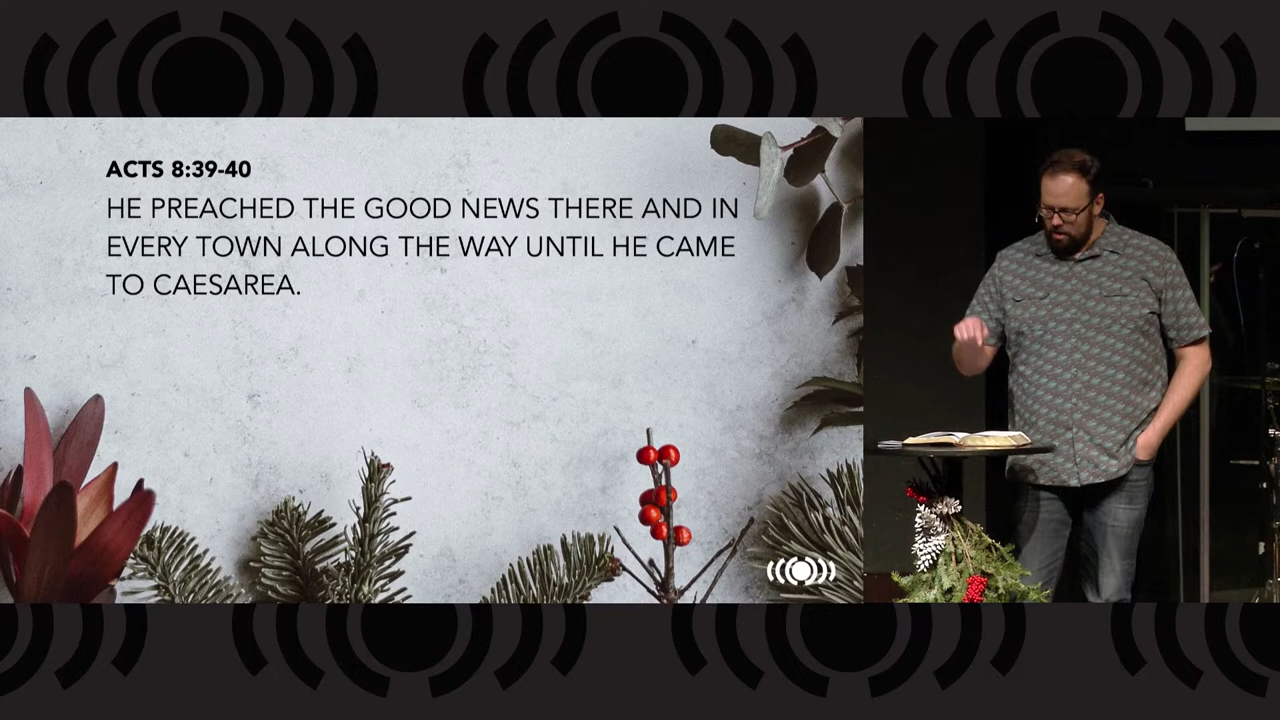 ACTS 8:39-40
HE PREACHED THE GOOD NEWS THERE AND IN
EVERY TOWN ALONG THE WAY UNTIL HE CAME
TO CAESAREA.